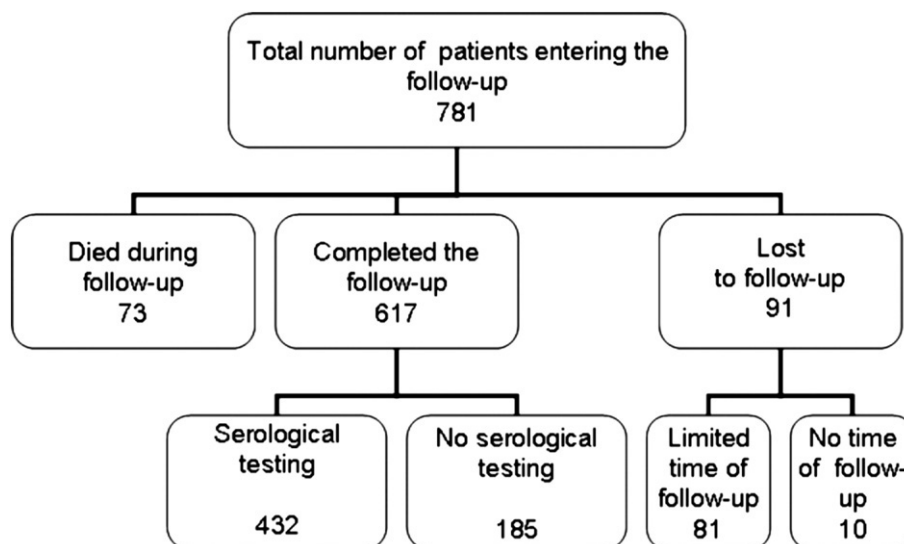 Total number of patients entering the
follow-up
781
Died during
follow-up
73
Completed the
follow-up
617
Lost
to follow-up
91
Serological
testing
432
No serological
testing
185
Limited
time of
follow-up
81
No time
of follow-
up
10